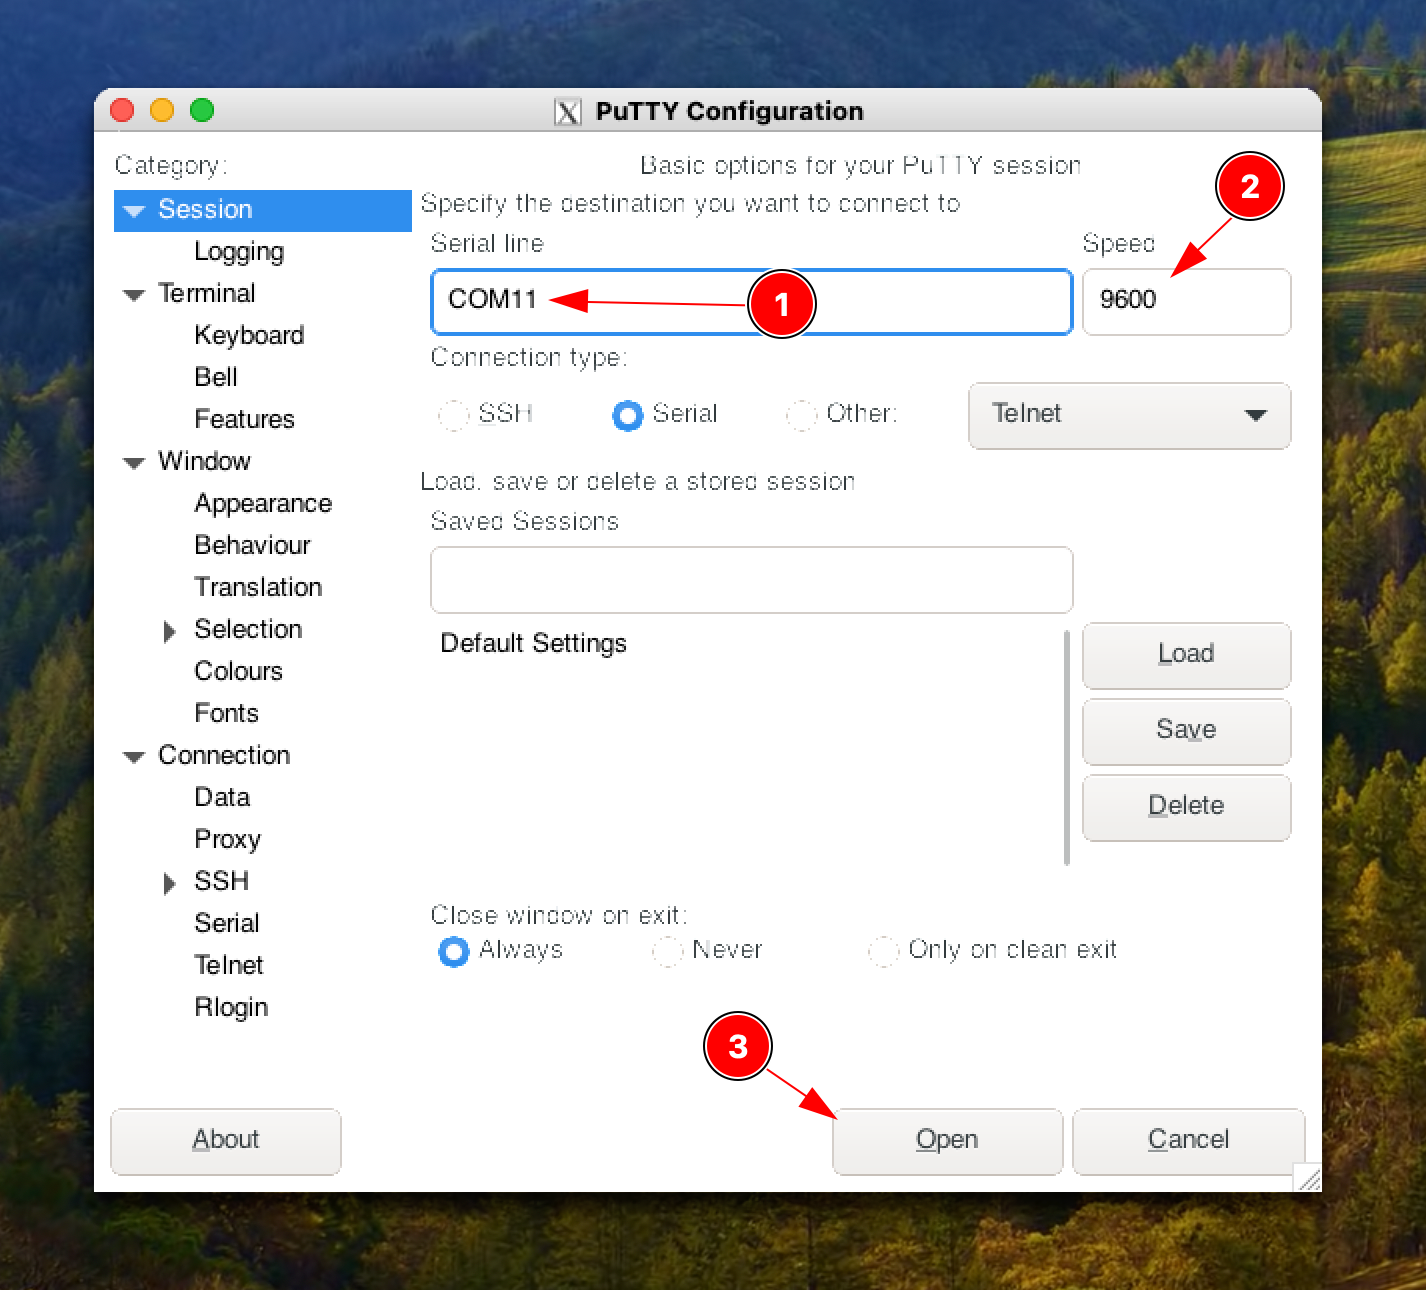 PuTTY Configuration
Category:
Basic options for your PuTTY session
Session
Specify the destination you want to connect to
2
Logging
Serial line
Speed
Terminal
COM11
1
9600
Keyboard
Connection type:
Bell
SSH
Serial
Other:
Telnet
Features
Window
Load, save or delete a stored session
Appearance
Saved Sessions
Behaviour
Translation
Selection
Default Settings
Load
Colours
Fonts
Save
Connection
Data
Delete
Proxy
SSH
Serial
Close window on exit:
Always
Never
Only on clean exit
Telnet
Rlogin
3
About
Open
Cancel